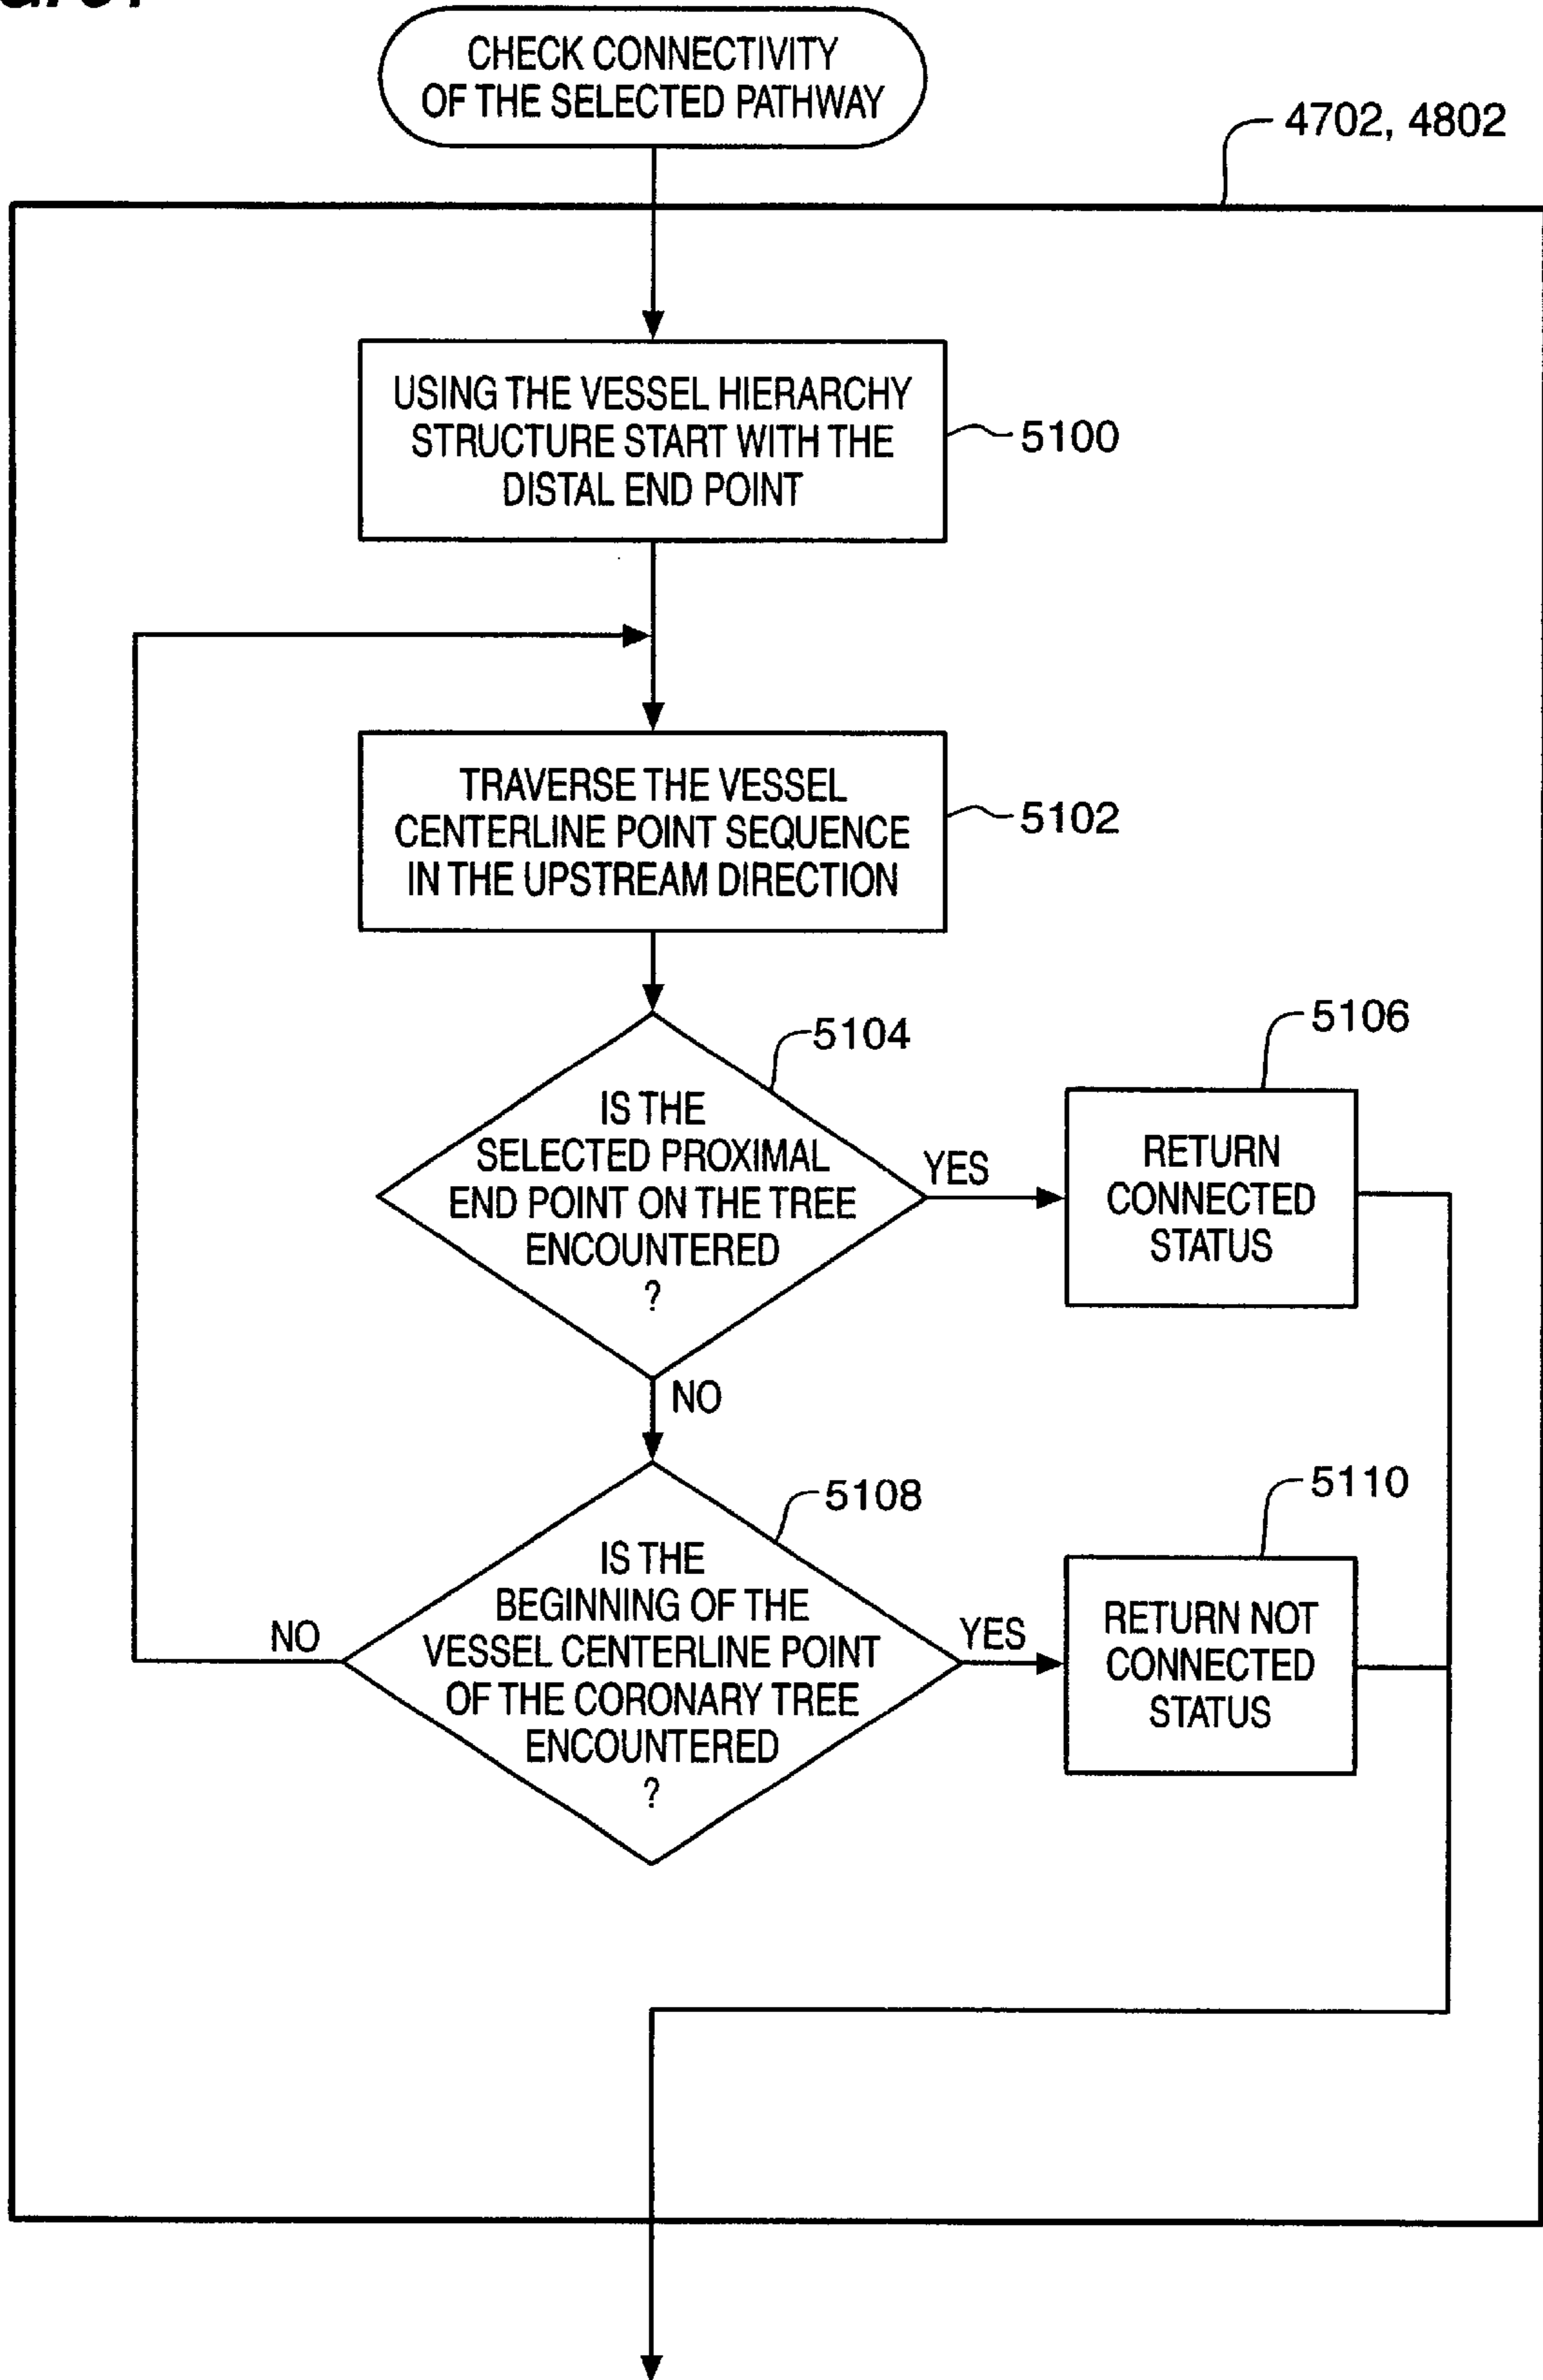 CHECK CONNECTIVITY
OF THE SELECTED PATHWAY
4702, 4802
USING THE VESSEL HIERARCHY
STRUCTURE START WITH THE
DISTAL END POINT
5100
TRAVERSE THE VESSEL
CENTERLINE POINT SEQUENCE
IN THE UPSTREAM DIRECTION
5102
5104
IS THE
SELECTED PROXIMAL
END POINT ON THE TREE
ENCOUNTERED
?
YES
5106
RETURN
CONNECTED
STATUS
NO
5108
IS THE
BEGINNING OF THE
VESSEL CENTERLINE POINT
OF THE CORONARY TREE
ENCOUNTERED
?
NO
YES
5110
RETURN NOT
CONNECTED
STATUS